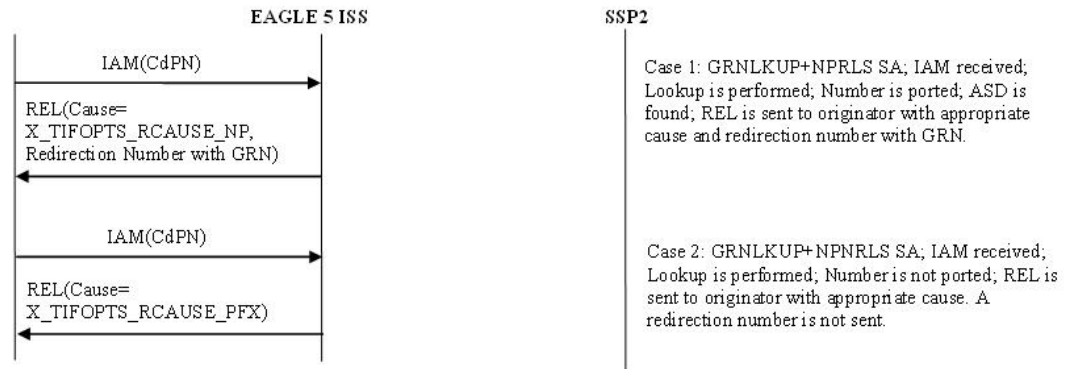 EAGLE 5 ISS
SSP2
IAM(CdPN)
REL(Cause=
X_TIFOPTS_RCAUSE_NP,
Redirection Number with GRN)
Case 1: GRNLKUP+NPRLS SA; IAM received;
Lookup is performed; Number is ported; ASD is
found; REL is sent to originator with appropriate
cause and redirection number with GRN.
IAM(CdPN)
REL(Cause=
X_TIFOPTS_RCAUSE_PFX)
Case 2: GRNLKUP+NPNRLS SA; IAM received;
Lookup is performed; Number is not ported; REL is
sent to originator with appropriate cause. A
redirection number is not sent.